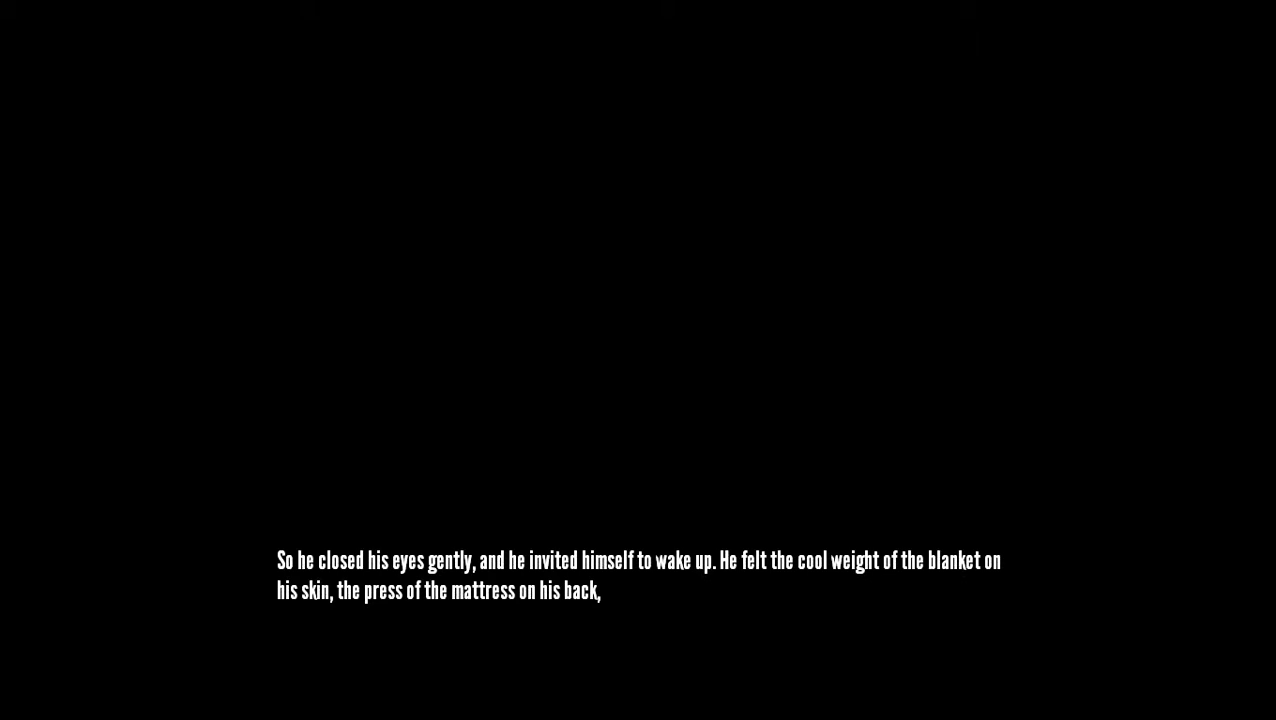 So he closed his eyes gently, and he invited himself to wake up. He felt the cool weight of the blanket on
his skin, the press of the mattress on his back,